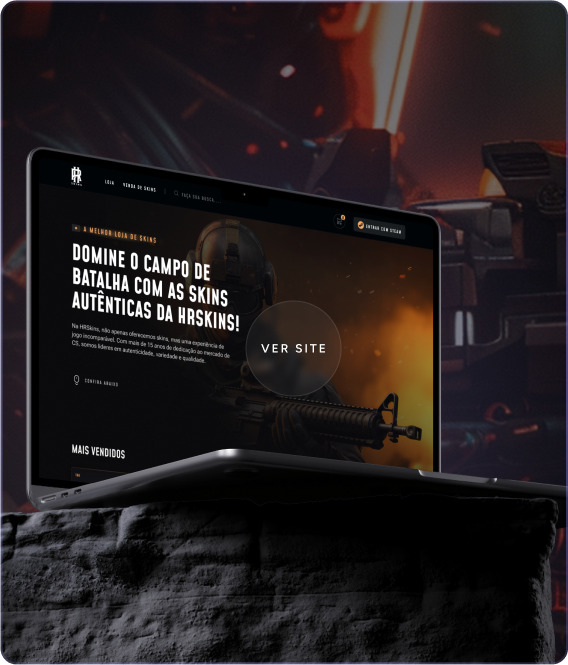 HR
LOJA
VENDA DE SKINS
FAÇA SUA BUSCA...
ENTRAR COM STEAM
A MELHOR LOJA DE SKINS
DOMINE O CAMPO DE
BATALHA COM AS SKINS
AUTÊNTICAS DA HRSKINS!
Na HRSkins, não apenas oferecemos skins, mas uma experiência de
jogo incomparável. Com mais de 15 anos de dedicação ao mercado de
CS, somos líderes em autenticidade, variedade e qualidade.
CONFIRA ABAIXO
VER SITE
MAIS VENDIDOS